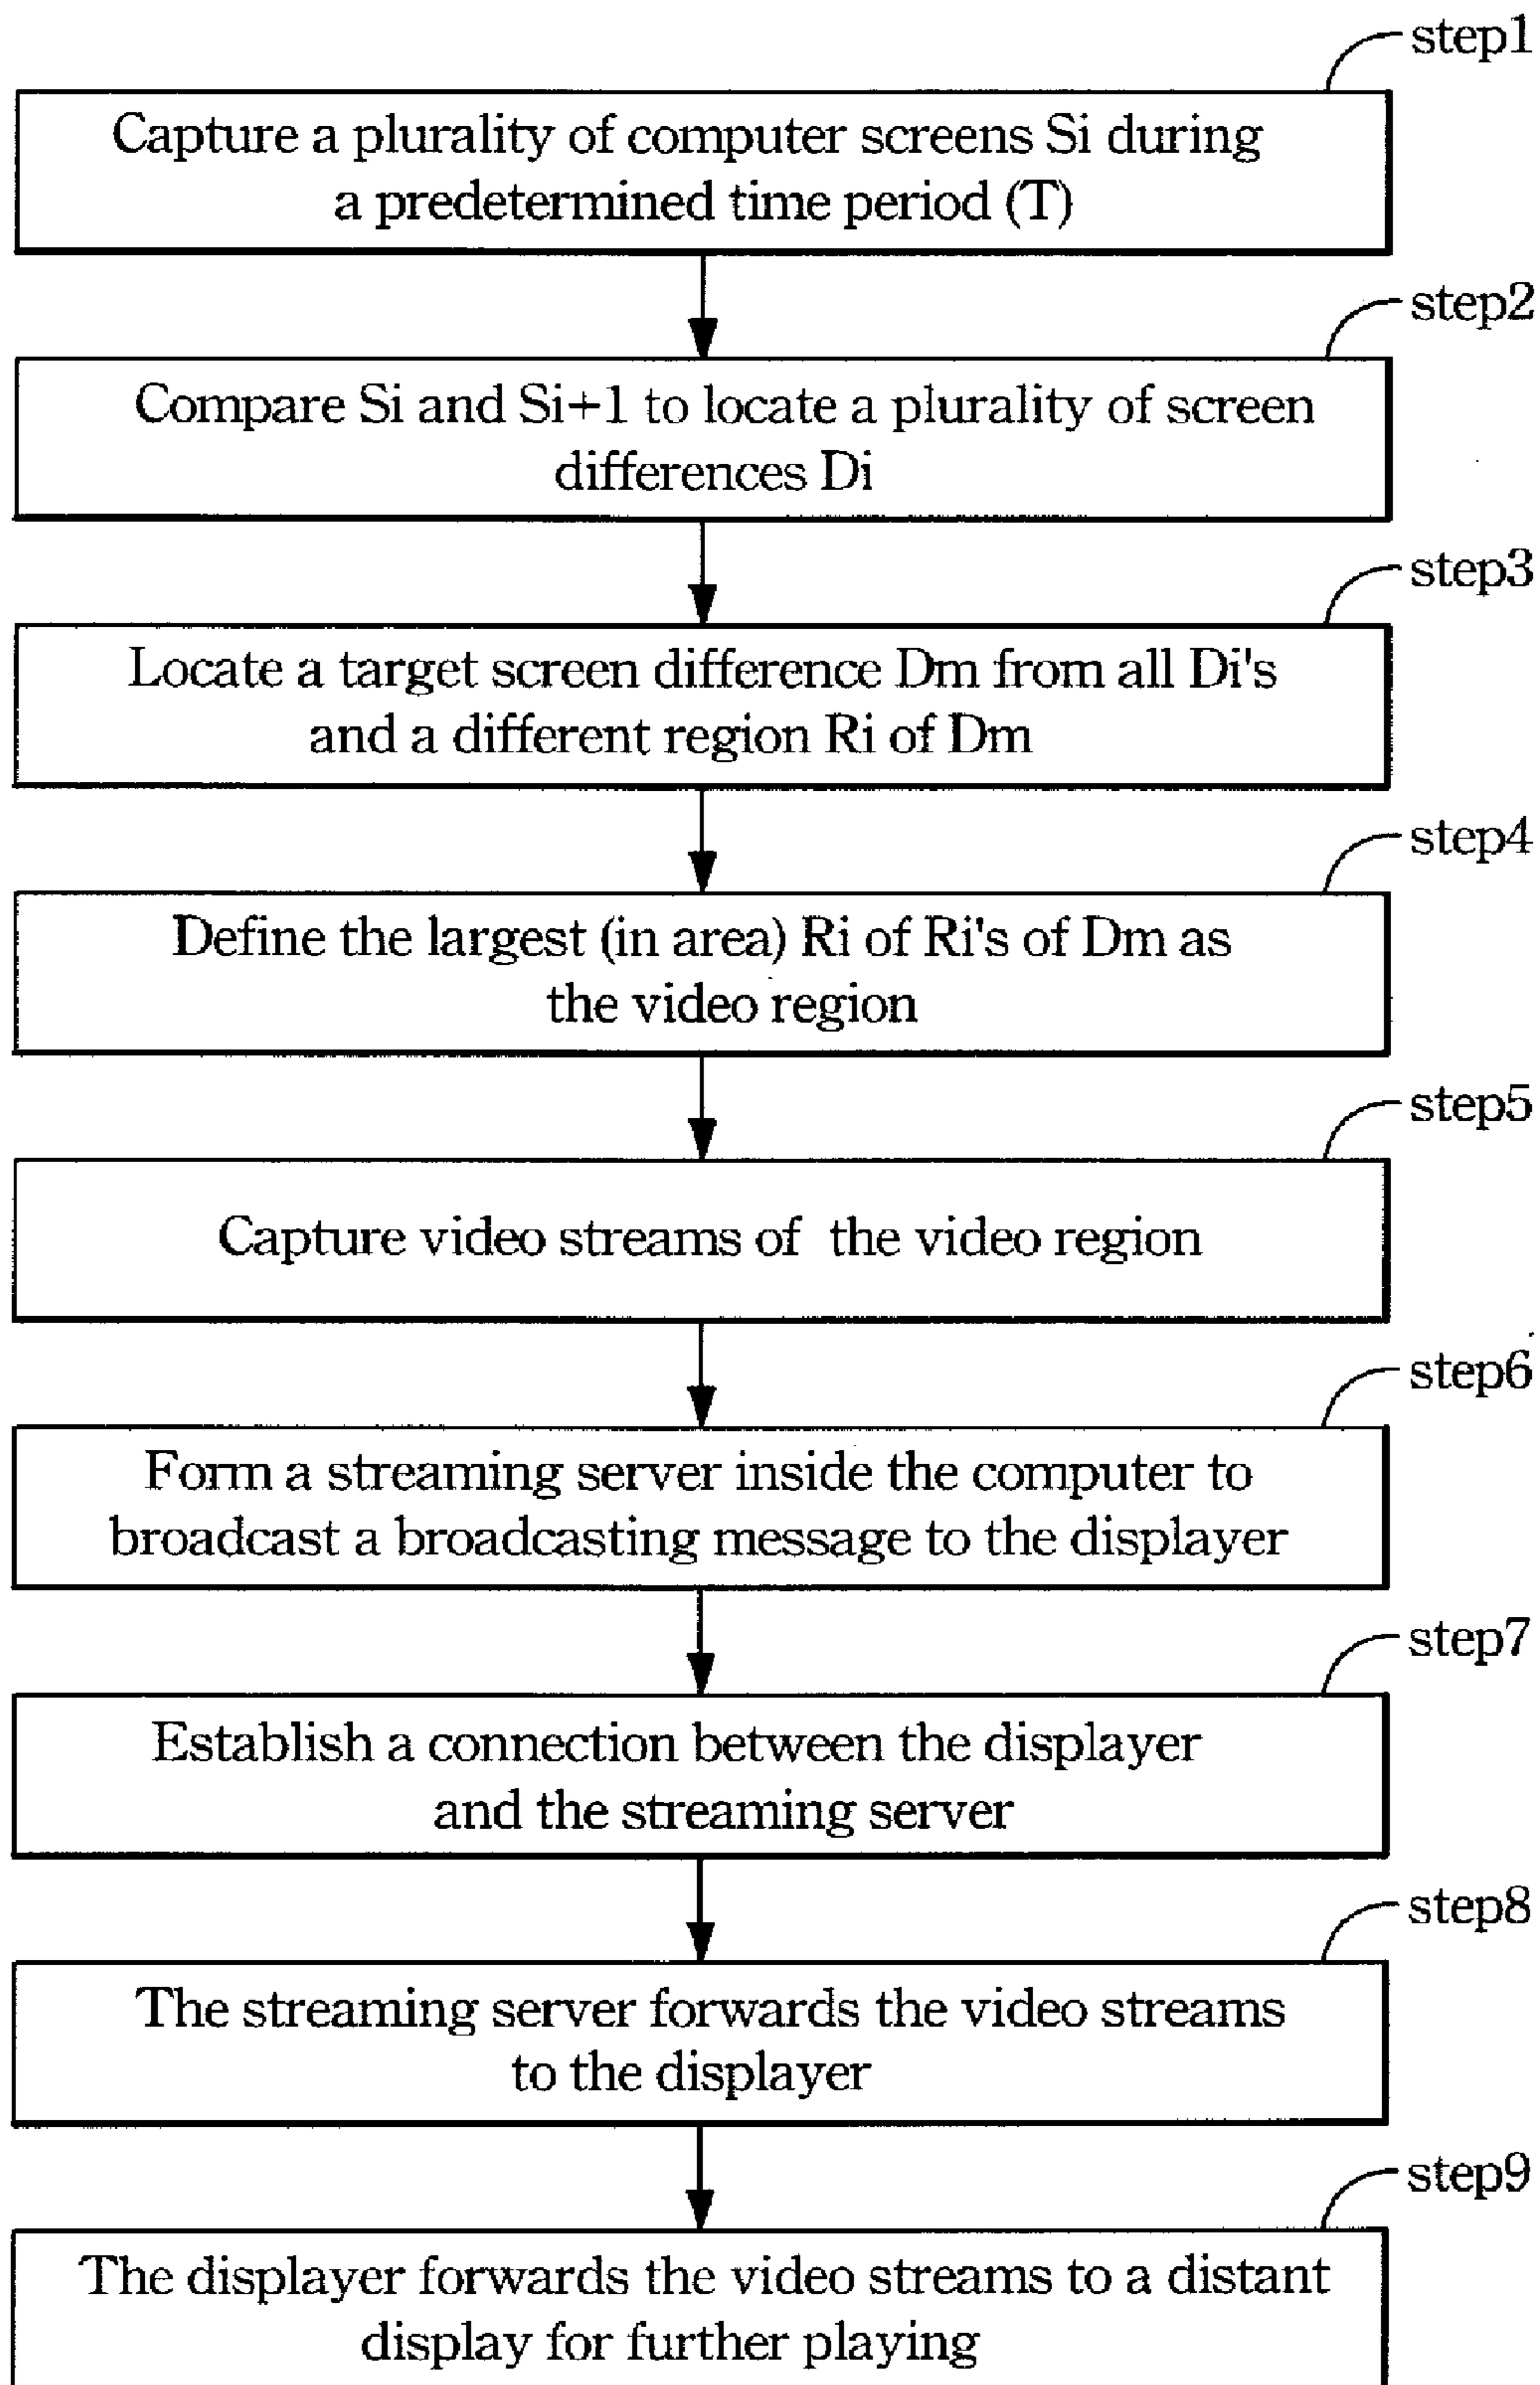 step1
Capture a plurality of computer screens Si during
a predetermined time period (T)
step2
Compare Si and Si+1 to locate a plurality of screen
differences Di
step3
Locate a target screen difference Dm from all Di's
and a different region Ri of Dm
step4
Define the largest (in area) Ri of Ri's of Dm as
the video region
step5
Capture video streams of the video region
step6
Form a streaming server inside the computer to
broadcast a broadcasting message to the displayer
step7
Establish a connection between the displayer
and the streaming server
step8
The streaming server forwards the video streams
to the displayer
step9
The displayer forwards the video streams to a distant
display for further playing